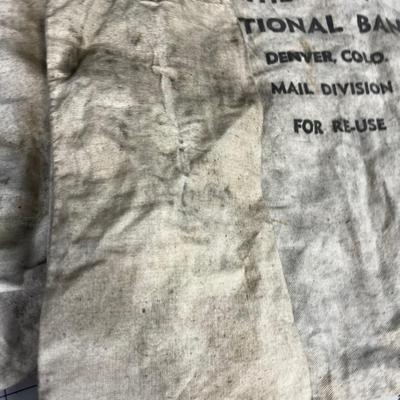 TIONAL BAN
DENVER, COLO.
MAIL DIVISION
FOR RE-USE